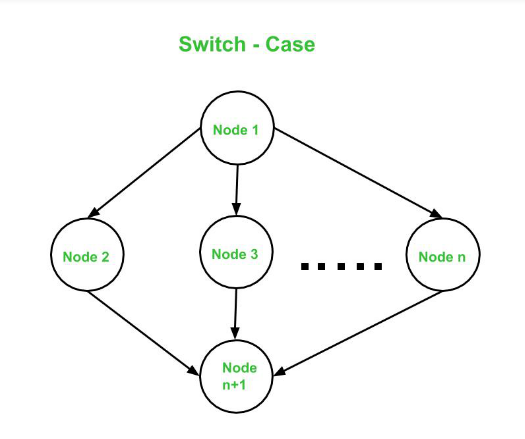 Switch - Case
Node 1
Node 2
Node 3
Node n
Node
n+1